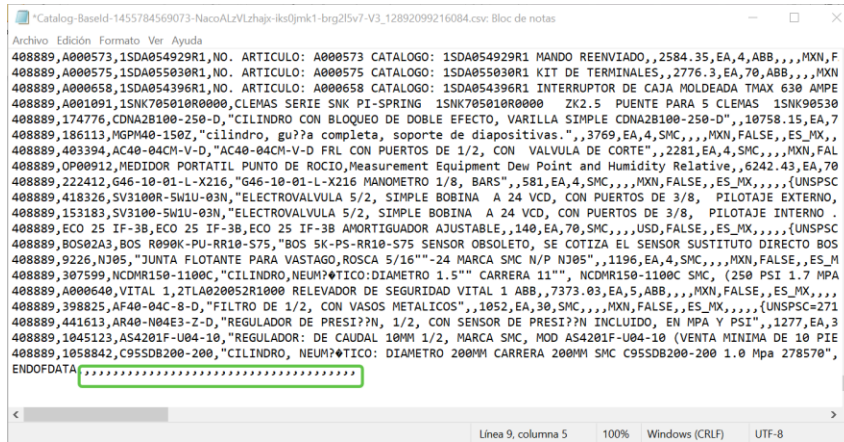 *Catalog-BaseId-1455784569073-NacoALzVLzhajx-iks0jmk1-brg2l5v7-V3_12892099216084.csv: Bloc de notas
Archivo Edición Formato Ver Ayuda
408889,A000573,1SDA054929R1,NO. ARTICULO: A000573 CATALOGO: 1SDA054929R1 MANDO REENVIADO,,2584.35,EA,4,ABB,,,,MXN,F
408889,A000575,1SDA055030R1,NO. ARTICULO: A000575 CATALOGO: 1SDA055030R1 KIT DE TERMINALES,,2776.3,EA,70,ABB,,,,MXN
408889,A000658,1SDA054396R1,NO. ARTICULO: A000658 CATALOGO: 1SDA054396R1 INTERRUPTOR DE CAJA MOLDEADA TMAX 630 AMPE
408889,A001091,1SNK705010R0000,CLEMAS SERIE SNK PI-SPRING 1SNK705010R0000 ZK2.5 PUENTE PARA 5 CLEMAS 1SNK90530
408889,174776,CDNA2B100-250-D,"CILINDRO CON BLOQUEO DE DOBLE EFECTO, VARILLA SIMPLE CDNA2B100-250-D",,10758.15,EA,7
408889,186113,MGPM40-150Z,"cilindro, gu??a completa, soporte de diapositivas.",,3769,EA,4,SMC,,,,MXN,FALSE,,ES_MX,,
408889,403394,AC40-04CM-V-D,"AC40-04CM-V-D FRL CON PUERTOS DE 1/2, CON VALVULA DE CORTE",,2281,EA,4,SMC,,,,MXN,FAL
408889,OP00912,MEDIDOR PORTATIL PUNTO DE ROCIO,Measurement Equipment Dew Point and Humidity Relative,,6242.43,EA,70
408889,222412,G46-10-01-L-X216,"G46-10-01-L-X216 MANOMETRO 1/8, BARS",,581,EA,4,SMC,,,,MXN,FALSE,,ES_MX,,,,,{UNSPSC
408889,418326,SV3100R-5W1U-03N,"ELECTROVALVULA 5/2, SIMPLE BOBINA A 24 VCD, CON PUERTOS DE 3/8, PILOTAJE EXTERNO,
408889,153183,SV3100-5W1U-03N,"ELECTROVALVULA 5/2, SIMPLE BOBINA A 24 VCD, CON PUERTOS DE 3/8, PILOTAJE INTERNO .
408889,ECO 25 IF-3B,ECO 25 IF-3B,ECO 25 IF-3B AMORTIGUADOR AJUSTABLE,,140,EA,70,SMC,,,,USD,FALSE,,ES_MX,,,,,{UNSPSC
408889,BOS02A3,BOS R090K-PU-RR10-S75,"BOS 5K-PS-RR10-S75 SENSOR OBSOLETO, SE COTIZA EL SENSOR SUSTITUTO DIRECTO BOS
408889,9226,NJ05,"JUNTA FLOTANTE PARA VASTAGO,ROSCA 5/16""-24 MARCA SMC N/P NJ05",,1196,EA,4,SMC,,,,MXN,FALSE,,ES_M
408889,307599,NCDMR150-1100C,"CILINDRO,NEUM?�TICO:DIAMETRO 1.5"" CARRERA 11"", NCDMR150-1100C SMC, (250 PSI 1.7 MPA
408889,A000640,VITAL 1,2TLA020052R1000 RELEVADOR DE SEGURIDAD VITAL 1 ABB,,7373.03,EA,5,ABB,,,,MXN,FALSE,,ES_MX,,,,
408889,398825,AF40-04C-8-D,"FILTRO DE 1/2, CON VASOS METALICOS",,1052,EA,30,SMC,,,,MXN,FALSE,,ES_MX,,,,,{UNSPSC=271
408889,441613,AR40-N04E3-Z-D,"REGULADOR DE PRESI??N, 1/2, CON SENSOR DE PRESI??N INCLUIDO, EN MPA Y PSI",,1277,EA,3
408889,1045123,AS4201F-U04-10,"REGULADOR: DE CAUDAL 10MM 1/2, MARCA SMC, MOD AS4201F-U04-10 (VENTA MINIMA DE 10 PIE
408889,1058842,C95SDB200-200,"CILINDRO, NEUM?�TICO: DIAMETRO 200MM CARRERA 200MM SMC C95SDB200-200 1.0 Mpa 278570",
ENDOFDATA,,,,,,,,,,,,,,,,,,,,,,,,,,,,,,,,,,,,,,,
Línea 9, columna 5 100% Windows (CRLF) UTF-8